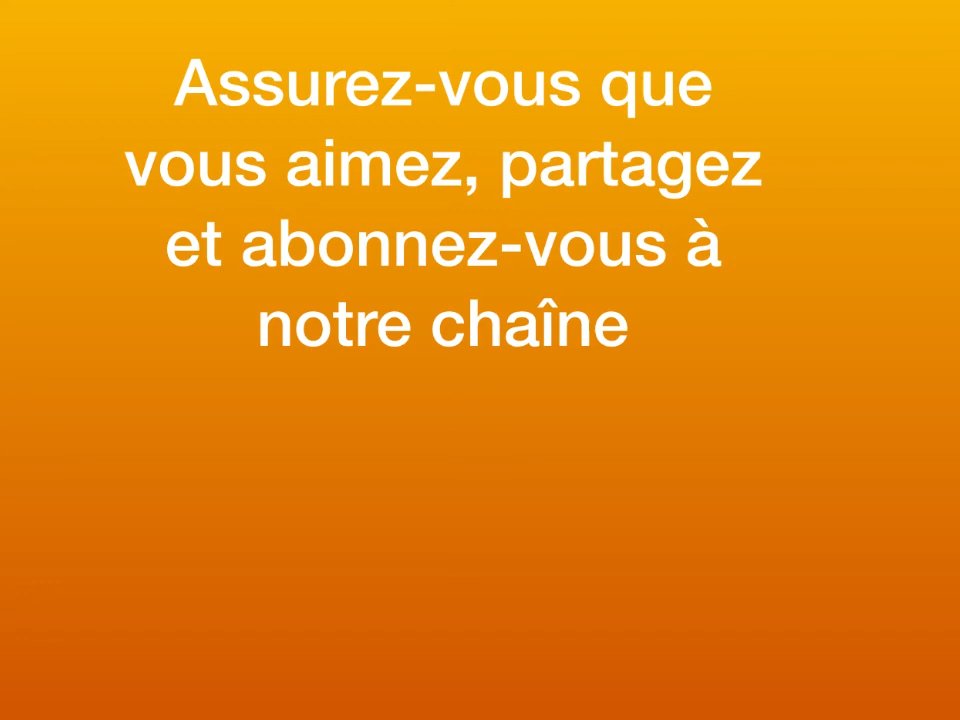 Assurez-vous que
vous aimez, partagez
et abonnez-vous à
notre chaîne